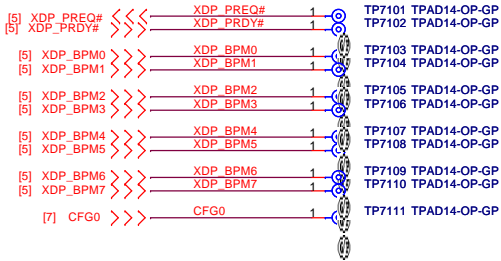 [5] XDP_PREQ# XDP_PREQ# 1 TP7101 TPAD14-OP-GP
[5] XDP_PRDY# TP7102 TPAD14-OP-GP
[5] XDP_BPM0 XDP_BPM0 1 TP7103 TPAD14-OP-GP
[5] XDP_BPM1 XDP_BPM1 1 TP7104 TPAD14-OP-GP
[5] XDP_BPM2 XDP_BPM2 1 TP7105 TPAD14-OP-GP
[5] XDP_BPM3 XDP_BPM3 1 TP7106 TPAD14-OP-GP
[5] XDP_BPM4 XDP_BPM4 1 TP7107 TPAD14-OP-GP
[5] XDP_BPM5 XDP_BPM5 1 TP7108 TPAD14-OP-GP
[5] XDP_BPM6 XDP_BPM6 1 TP7109 TPAD14-OP-GP
[5] XDP_BPM7 XDP_BPM7 1 TP7110 TPAD14-OP-GP
[7] CFG0 CFG0 1 TP7111 TPAD14-OP-GP